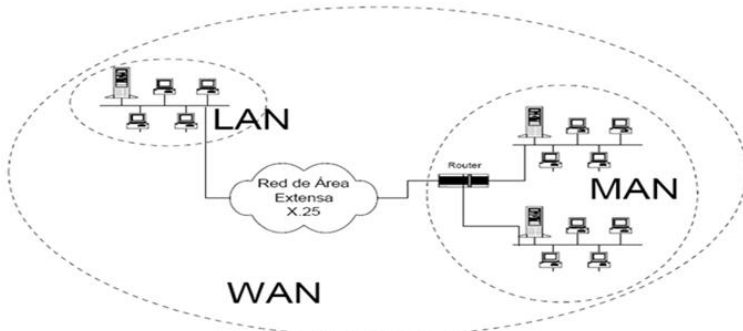 LAN
Router
Red de Área
Extensa
X.25
MAN
WAN